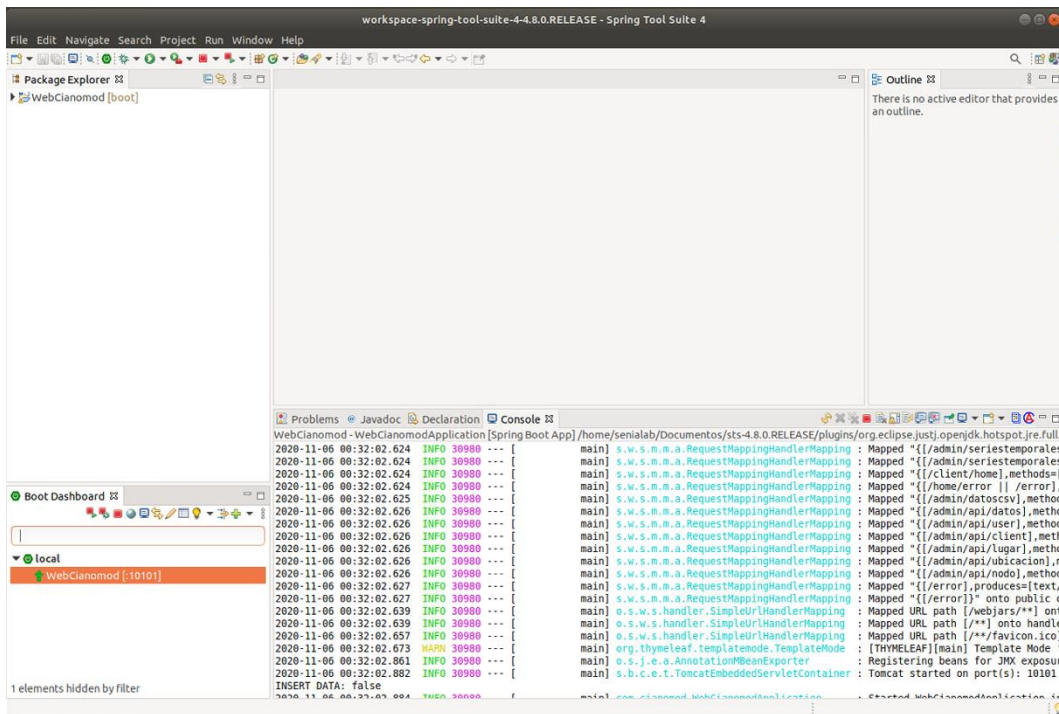 workspace-spring-tool-suite-4-4.8.0.RELEASE - Spring Tool Suite 4
File Edit Navigate Search Project Run Window Help
Package Explorer
WebCianomod [boot]
Outline
There is no active editor that provides
an outline.
Problems Javadoc Declaration Console
WebCianomod - WebCianomodApplication [Spring Boot App] /home/senialab/Documentos/sts-4.8.0.RELEASE/plugins/org.eclipse.justj.openjdk.hotspot.jre.full.
2020-11-06 00:32:02.624 INFO 30980 --- [ main] s.w.s.m.m.a.RequestMappingHandlerMapping : Mapped "{[/admin/seriestemporales
2020-11-06 00:32:02.624 INFO 30980 --- [ main] s.w.s.m.m.a.RequestMappingHandlerMapping : Mapped "{[/admin/seriestemporales
2020-11-06 00:32:02.624 INFO 30980 --- [ main] s.w.s.m.m.a.RequestMappingHandlerMapping : Mapped "{[/client/home],methods=[
2020-11-06 00:32:02.624 INFO 30980 --- [ main] s.w.s.m.m.a.RequestMappingHandlerMapping : Mapped "{[/home/error || /error],
2020-11-06 00:32:02.625 INFO 30980 --- [ main] s.w.s.m.m.a.RequestMappingHandlerMapping : Mapped "{[/admin/datoscsv],metho
2020-11-06 00:32:02.626 INFO 30980 --- [ main] s.w.s.m.m.a.RequestMappingHandlerMapping : Mapped "{[/admin/api/datos],metho
2020-11-06 00:32:02.626 INFO 30980 --- [ main] s.w.s.m.m.a.RequestMappingHandlerMapping : Mapped "{[/admin/api/user],method
2020-11-06 00:32:02.626 INFO 30980 --- [ main] s.w.s.m.m.a.RequestMappingHandlerMapping : Mapped "{[/admin/api/client],meth
2020-11-06 00:32:02.626 INFO 30980 --- [ main] s.w.s.m.m.a.RequestMappingHandlerMapping : Mapped "{[/admin/api/lugar],metho
2020-11-06 00:32:02.626 INFO 30980 --- [ main] s.w.s.m.m.a.RequestMappingHandlerMapping : Mapped "{[/admin/api/ubicacion],m
2020-11-06 00:32:02.626 INFO 30980 --- [ main] s.w.s.m.m.a.RequestMappingHandlerMapping : Mapped "{[/admin/api/nodo],method
2020-11-06 00:32:02.627 INFO 30980 --- [ main] s.w.s.m.m.a.RequestMappingHandlerMapping : Mapped "{[/error],produces=[text/
2020-11-06 00:32:02.627 INFO 30980 --- [ main] s.w.s.m.m.a.RequestMappingHandlerMapping : Mapped "{[/error]}" onto public o
2020-11-06 00:32:02.639 INFO 30980 --- [ main] o.s.w.s.handler.SimpleUrlHandlerMapping : Mapped URL path [/webjars/**] ont
2020-11-06 00:32:02.639 INFO 30980 --- [ main] o.s.w.s.handler.SimpleUrlHandlerMapping : Mapped URL path [/**] onto handle
2020-11-06 00:32:02.657 INFO 30980 --- [ main] o.s.w.s.handler.SimpleUrlHandlerMapping : Mapped URL path [/**/favicon.ico]
2020-11-06 00:32:02.673 WARN 30980 --- [ main] org.thymeleaf.templatemode.TemplateMode : [THYMELEAF][main] Template Mode '
2020-11-06 00:32:02.861 INFO 30980 --- [ main] o.s.j.e.a.AnnotationMBeanExporter : Registering beans for JMX exposur
2020-11-06 00:32:02.882 INFO 30980 --- [ main] s.b.c.e.t.TomcatEmbeddedServletContainer : Tomcat started on port(s): 10101
INSERT DATA: false
2020-11-06 00:32:02.884 INFO 30980 --- [ main] com.cianomod.WebCianomodApplication : Started WebCianomodApplication in
Boot Dashboard
local
WebCianomod [:10101]
1 elements hidden by filter